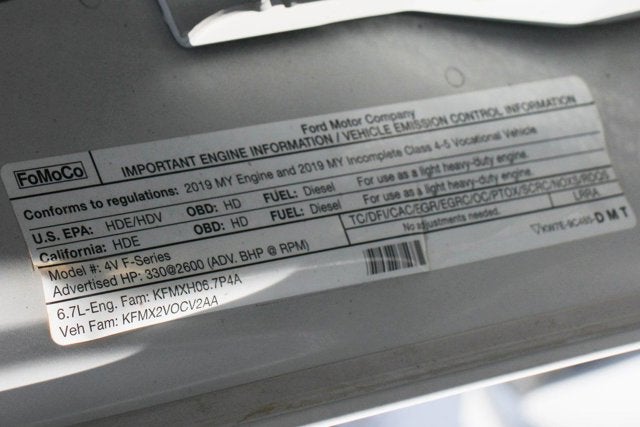 FoMoCo
Ford Motor Company
IMPORTANT ENGINE INFORMATION / VEHICLE EMISSION CONTROL INFORMATION
Conforms to regulations: 2019 MY Engine and 2019 MY Incomplete Class 4-5 Vocational Vehicle
U.S. EPA: HDE/HDV OBD: HD FUEL: Diesel For use as a light heavy-duty engine.
California: HDE OBD: HD FUEL: Diesel For use as a light heavy-duty engine.
Model #: 4V F-Series TC/DFI/CAC/EGR/EGRC/OC/PTOX/SCRC/NOXS/RDQS
Advertised HP: 330@2600 (ADV. BHP @ RPM) No adjustments needed. LRRA
6.7L-Eng. Fam: KFMXH06.7P4A KW7E-9C485-DMT
Veh Fam: KFMX2VOCV2AA